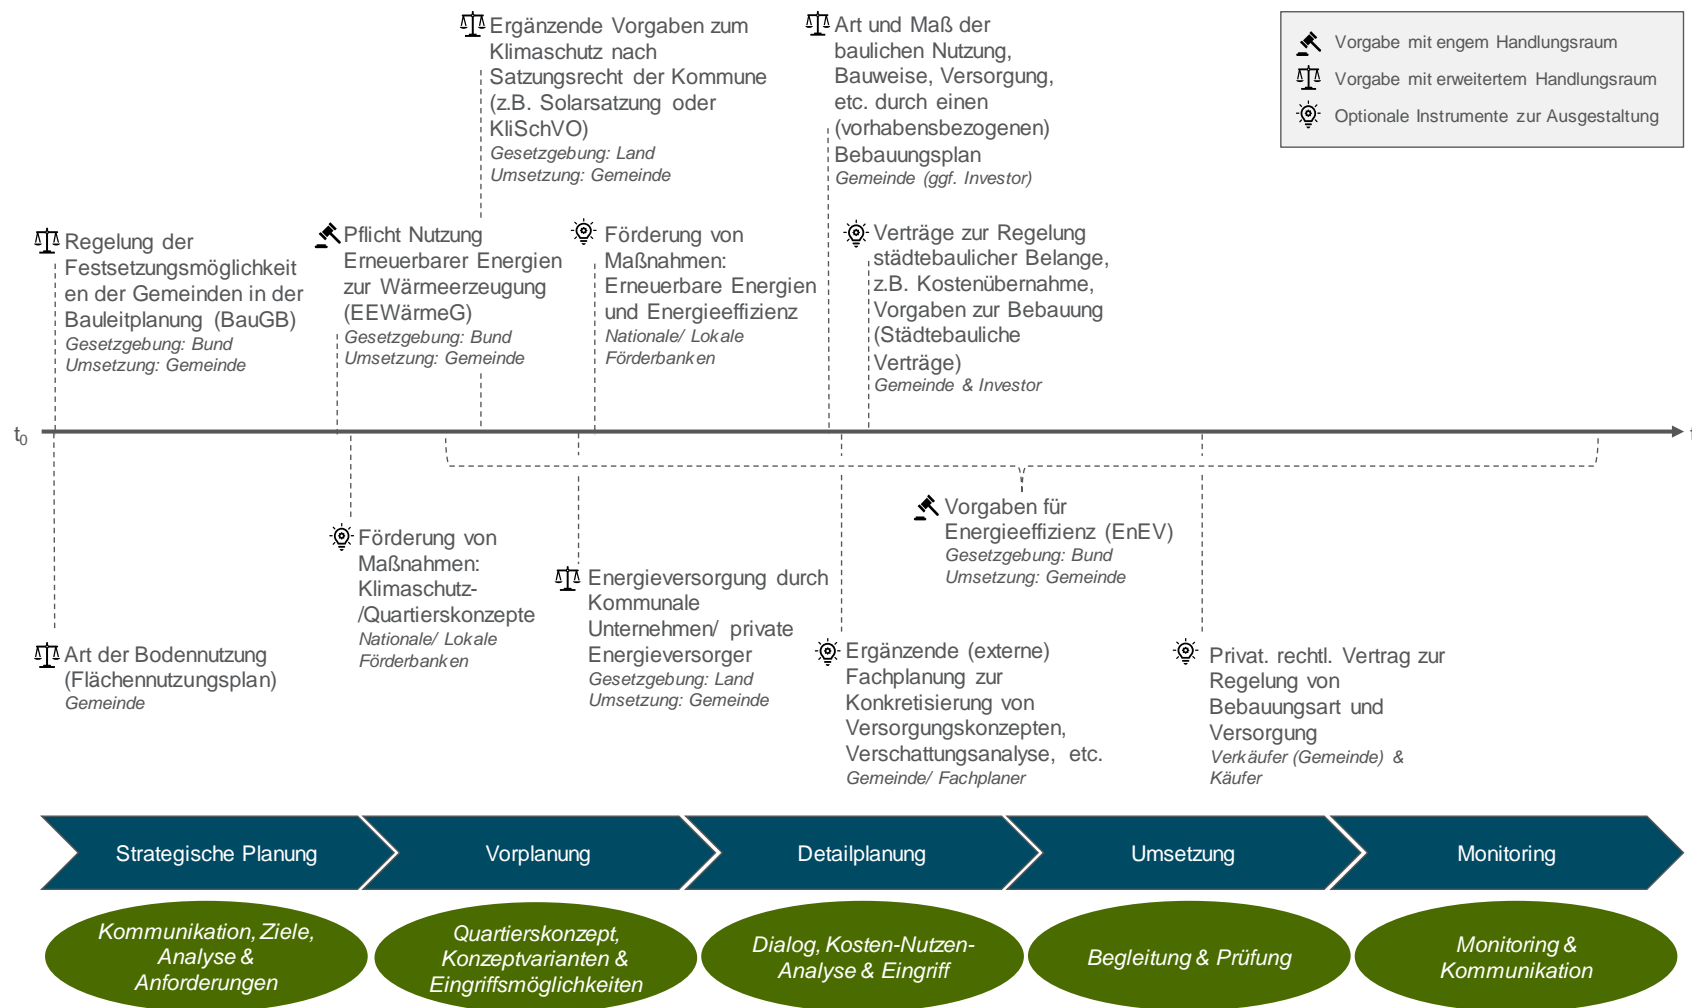 Ergänzende Vorgaben zum
Klimaschutz nach
Satzungsrecht der Kommune
(z.B. Solarsatzung oder
KliSchVO)
Gesetzgebung: Land
Umsetzung: Gemeinde
Art und Maß der
baulichen Nutzung,
Bauweise, Versorgung,
etc. durch einen
(vorhabensbezogenen)
Bebauungsplan
Gemeinde (ggf. Investor)
Vorgabe mit engem Handlungsraum
Vorgabe mit erweitertem Handlungsraum
Optionale Instrumente zur Ausgestaltung
Regelung der
Festsetzungsmöglichkeit
en der Gemeinden in der
Bauleitplanung (BauGB)
Gesetzgebung: Bund
Umsetzung: Gemeinde
Pflicht Nutzung
Erneuerbarer Energien
zur Wärmeerzeugung
(EEWärmeG)
Gesetzgebung: Bund
Umsetzung: Gemeinde
Förderung von
Maßnahmen:
Erneuerbare Energien
und Energieeffizienz
Nationale/ Lokale
Förderbanken
Verträge zur Regelung
städtebaulicher Belange,
z.B. Kostenübernahme,
Vorgaben zur Bebauung
(Städtebauliche
Verträge)
Gemeinde & Investor
t0
Vorgaben für
Energieeffizienz (EnEV)
Gesetzgebung: Bund
Umsetzung: Gemeinde
Förderung von
Maßnahmen:
Klimaschutz-
/Quartierskonzepte
Nationale/ Lokale
Förderbanken
Energieversorgung durch
Kommunale
Unternehmen/ private
Energieversorger
Gesetzgebung: Land
Umsetzung: Gemeinde
Art der Bodennutzung
(Flächennutzungsplan)
Gemeinde
Ergänzende (externe)
Fachplanung zur
Konkretisierung von
Versorgungskonzepten,
Verschattungsanalyse, etc.
Gemeinde/ Fachplaner
Privat. rechtl. Vertrag zur
Regelung von
Bebauungsart und
Versorgung
Verkäufer (Gemeinde) &
Käufer
Strategische Planung
Vorplanung
Detailplanung
Umsetzung
Monitoring
Kommunikation, Ziele,
Analyse &
Anforderungen
Quartierskonzept,
Konzeptvarianten &
Eingriffsmöglichkeiten
Dialog, Kosten-Nutzen-
Analyse & Eingriff
Begleitung & Prüfung
Monitoring &
Kommunikation